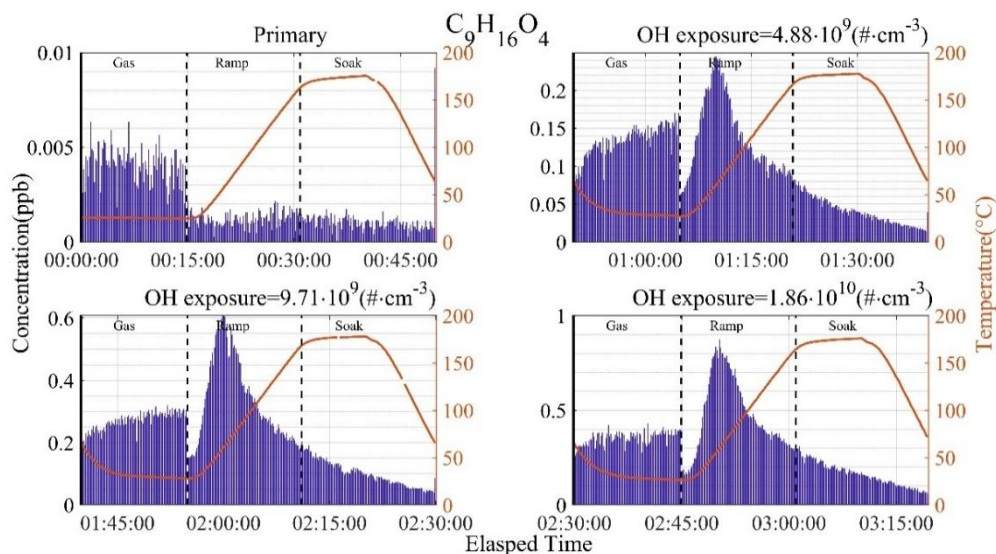 C9H16O4
Primary
OH exposure=4.88·10^9(#·cm^-3)
Gas Ramp Soak
Gas Ramp Soak
0.01
0.005
0
200
150
100
50
0
0.2
0.15
0.1
0.05
0
200
150
100
50
0
00:00:00 00:15:00 00:30:00 00:45:00
01:00:00 01:15:00 01:30:00
Concentration(ppb)
Temperature(°C)
OH exposure=9.71·10^9(#·cm^-3)
OH exposure=1.86·10^10(#·cm^-3)
Gas Ramp Soak
Gas Ramp Soak
0.6
0.4
0.2
0
200
150
100
50
0
1
0.5
0
200
150
100
50
0
01:45:00 02:00:00 02:15:00 02:30:00
02:30:00 02:45:00 03:00:00 03:15:00
Elasped Time